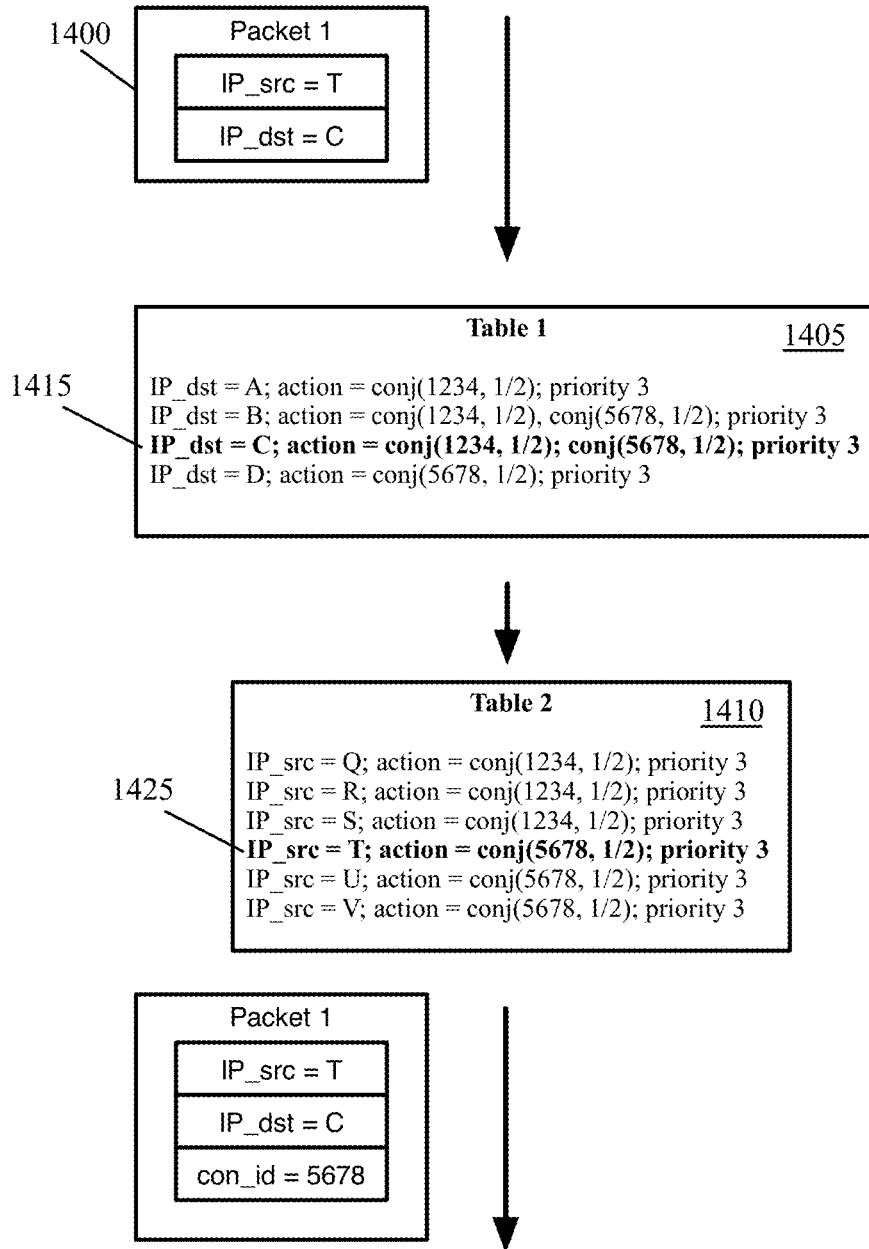 1400
Packet 1
IP_src = T
IP_dst = C
Table 1
1405
1415
IP_dst = A; action = conj(1234, 1/2); priority 3
IP_dst = B; action = conj(1234, 1/2), conj(5678, 1/2); priority 3
IP_dst = C; action = conj(1234, 1/2); conj(5678, 1/2); priority 3
IP_dst = D; action = conj(5678, 1/2); priority 3
Table 2
1410
1425
IP_src = Q; action = conj(1234, 1/2); priority 3
IP_src = R; action = conj(1234, 1/2); priority 3
IP_src = S; action = conj(1234, 1/2); priority 3
IP_src = T; action = conj(5678, 1/2); priority 3
IP_src = U; action = conj(5678, 1/2); priority 3
IP_src = V; action = conj(5678, 1/2); priority 3
Packet 1
IP_src = T
IP_dst = C
con_id = 5678